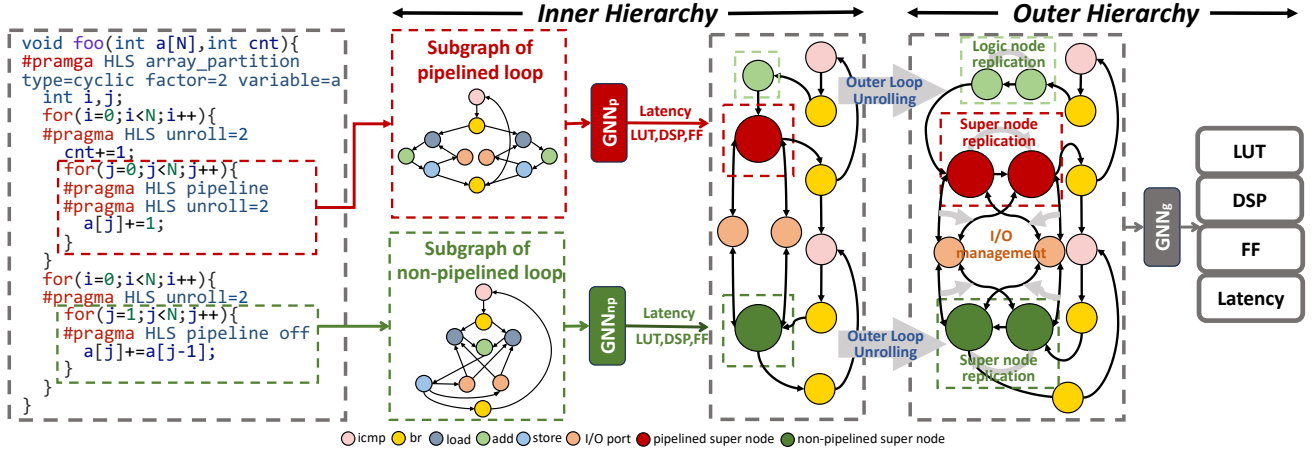 Inner Hierarchy
Outer Hierarchy
void foo(int a[N],int cnt){
#pramga HLS array_partition
type=cyclic factor=2 variable=a
int i,j;
for(i=0;i<N;i++){
#pragma HLS unroll=2
cnt+=1;
for(j=0;j<N;j++){
#pragma HLS pipeline
#pragma HLS unroll=2
a[j]+=1;
}
}
for(i=0;i<N;i++){
#pragma HLS unroll=2
for(j=1;j<N;j++){
#pragma HLS pipeline off
a[j]+=a[j-1];
}
}
}
Subgraph of
pipelined loop
GNNp
Latency
LUT,DSP,FF
Subgraph of
non-pipelined loop
GNNnp
Latency
LUT,DSP,FF
Outer Loop
Unrolling
Outer Loop
Unrolling
Logic node
replication
Super node
replication
I/O
management
Super node
replication
GNNg
LUT
DSP
FF
Latency
icmp
br
load
add
store
I/O port
pipelined super node
non-pipelined super node